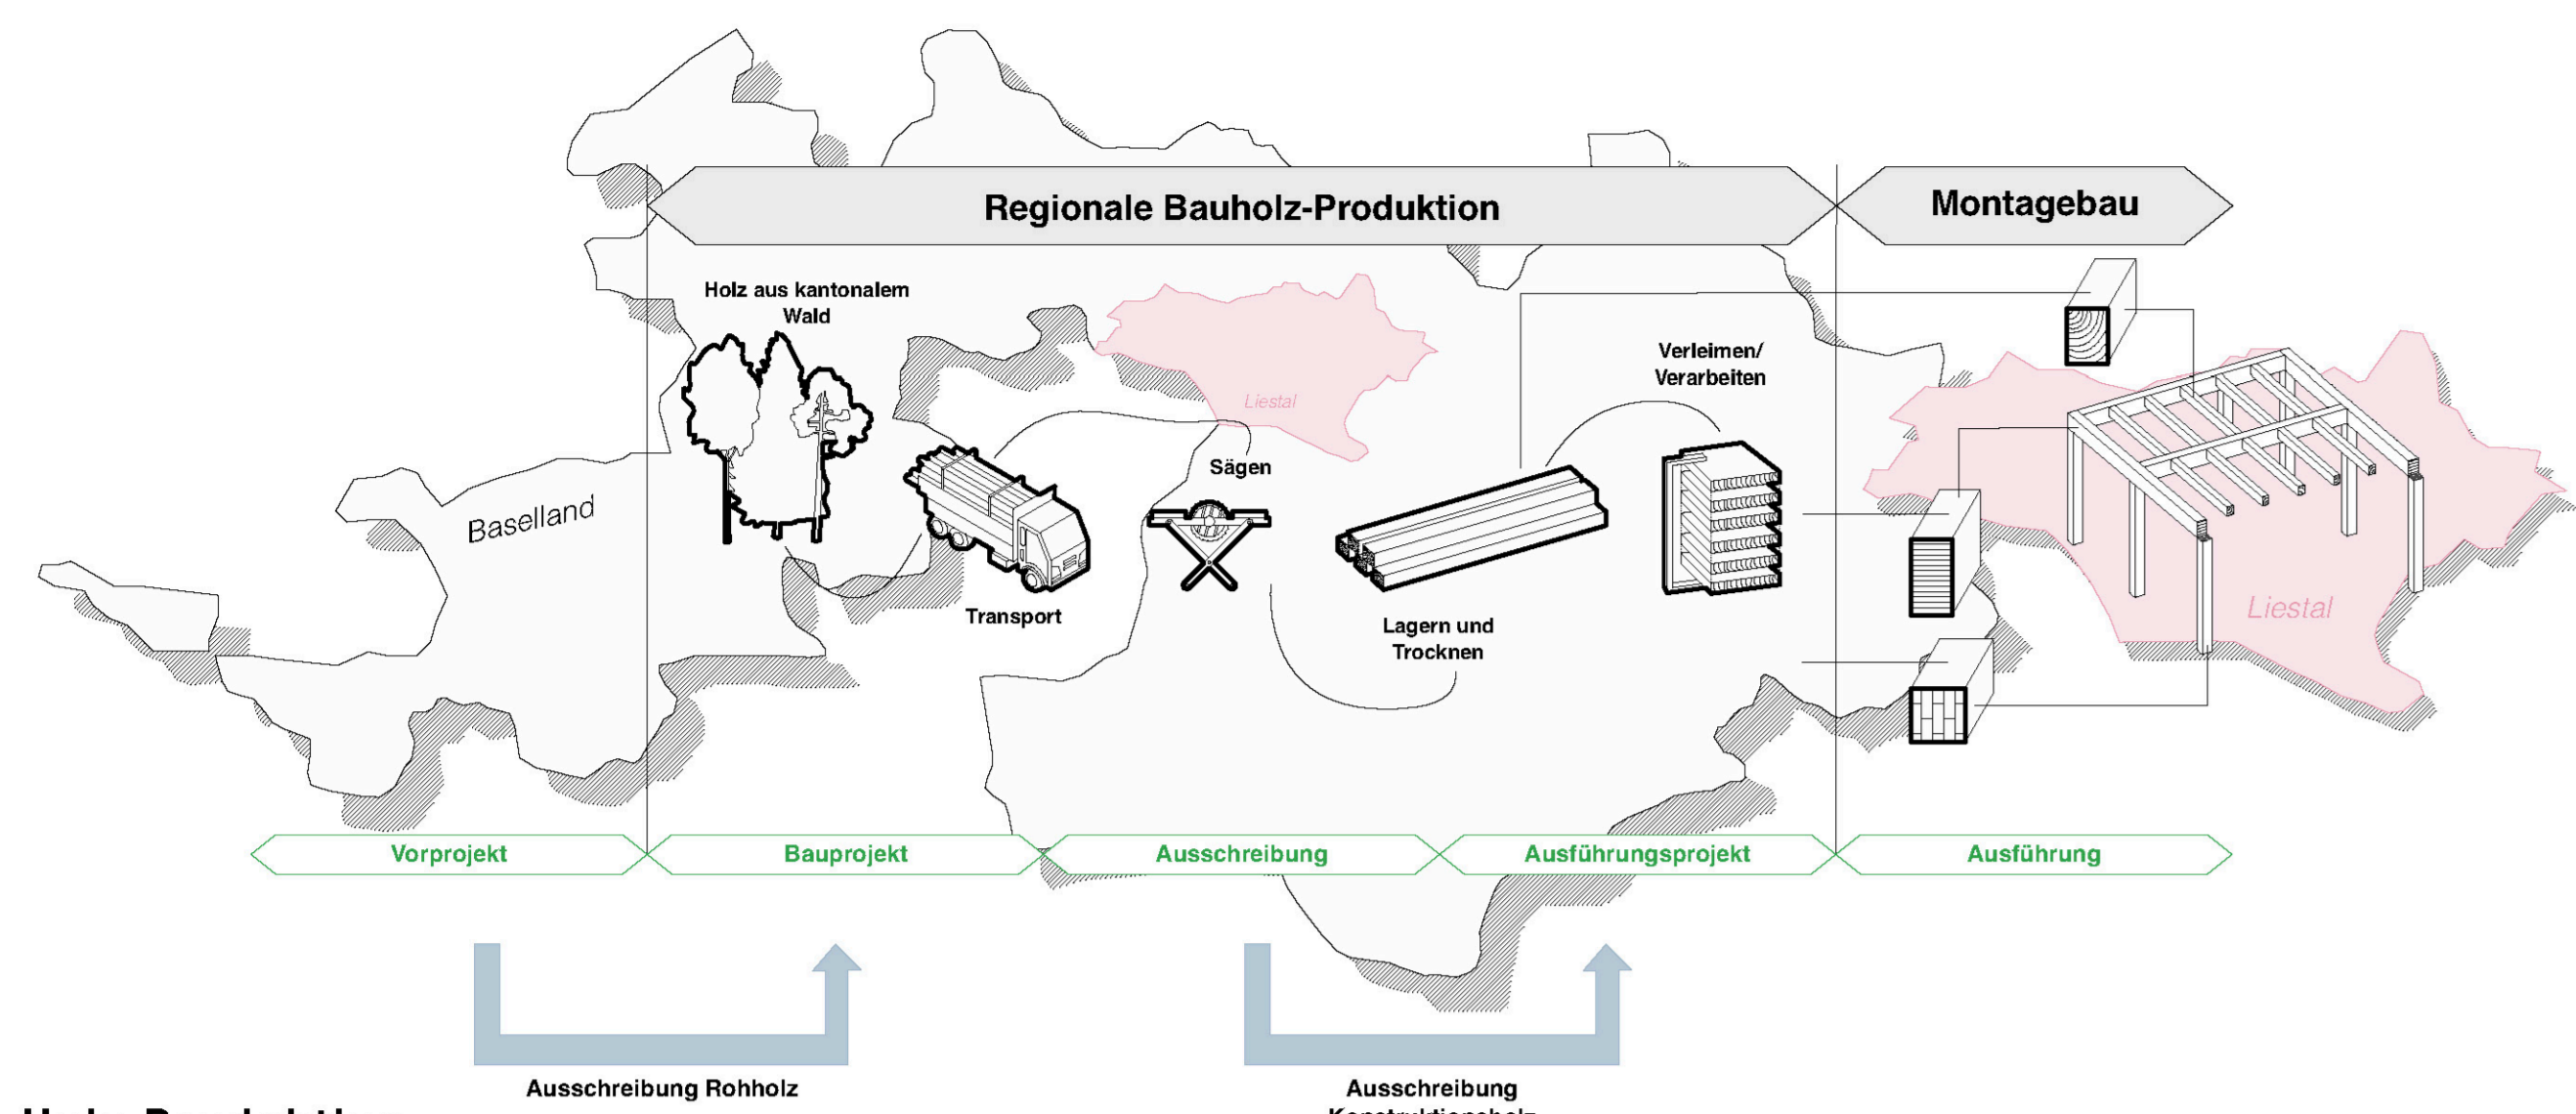 Regionale Bauholz-Produktion
Montagebau
Holz aus kantonalem
Wald
Liestal
Verleimen/
Verarbeiten
Sägen
Baselland
Transport
Lagern und
Trocknen
Liestal
Vorprojekt
Bauprojekt
Ausschreibung
Ausführungsprojekt
Ausführung
Ausschreibung Rohholz
Ausschreibung
Konstruktionsholz